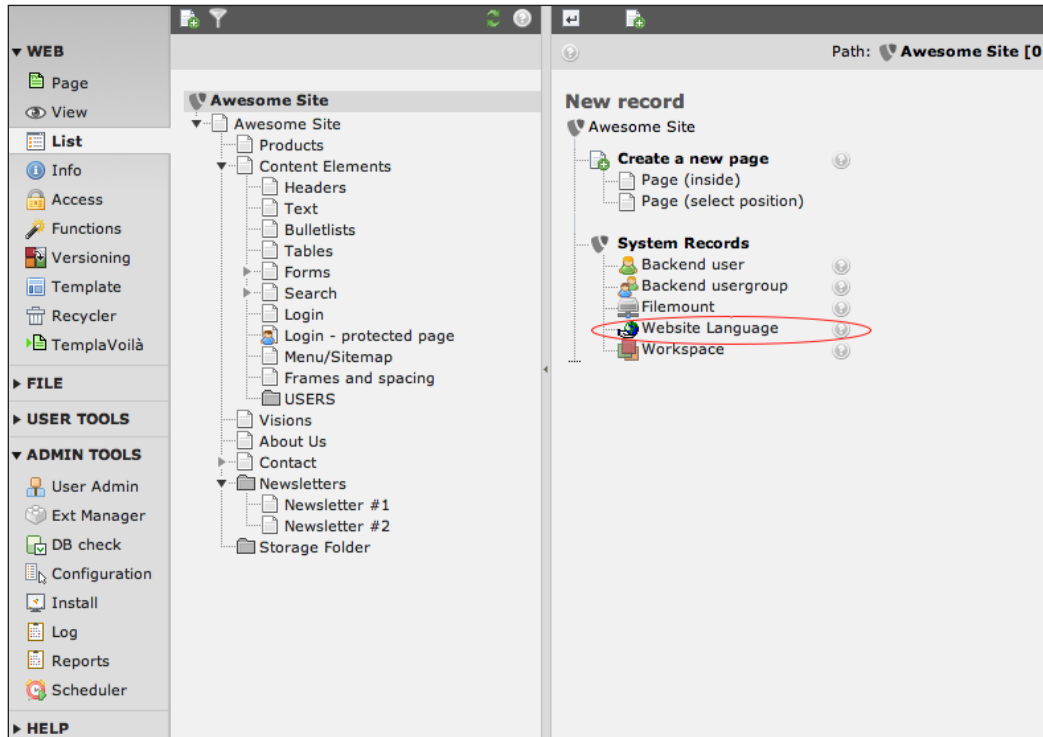 WEB
Page
View
List
Info
Access
Functions
Versioning
Template
Recycler
TemplaVoilà
FILE
USER TOOLS
ADMIN TOOLS
User Admin
Ext Manager
DB check
Configuration
Install
Log
Reports
Scheduler
HELP
Awesome Site
Awesome Site
Products
Content Elements
Headers
Text
Bulletlists
Tables
Forms
Search
Login
Login - protected page
Menu/Sitemap
Frames and spacing
USERS
Visions
About Us
Contact
Newsletters
Newsletter #1
Newsletter #2
Storage Folder
Path: Awesome Site [0
New record
Awesome Site
Create a new page
Page (inside)
Page (select position)
System Records
Backend user
Backend usergroup
Filemount
Website Language
Workspace